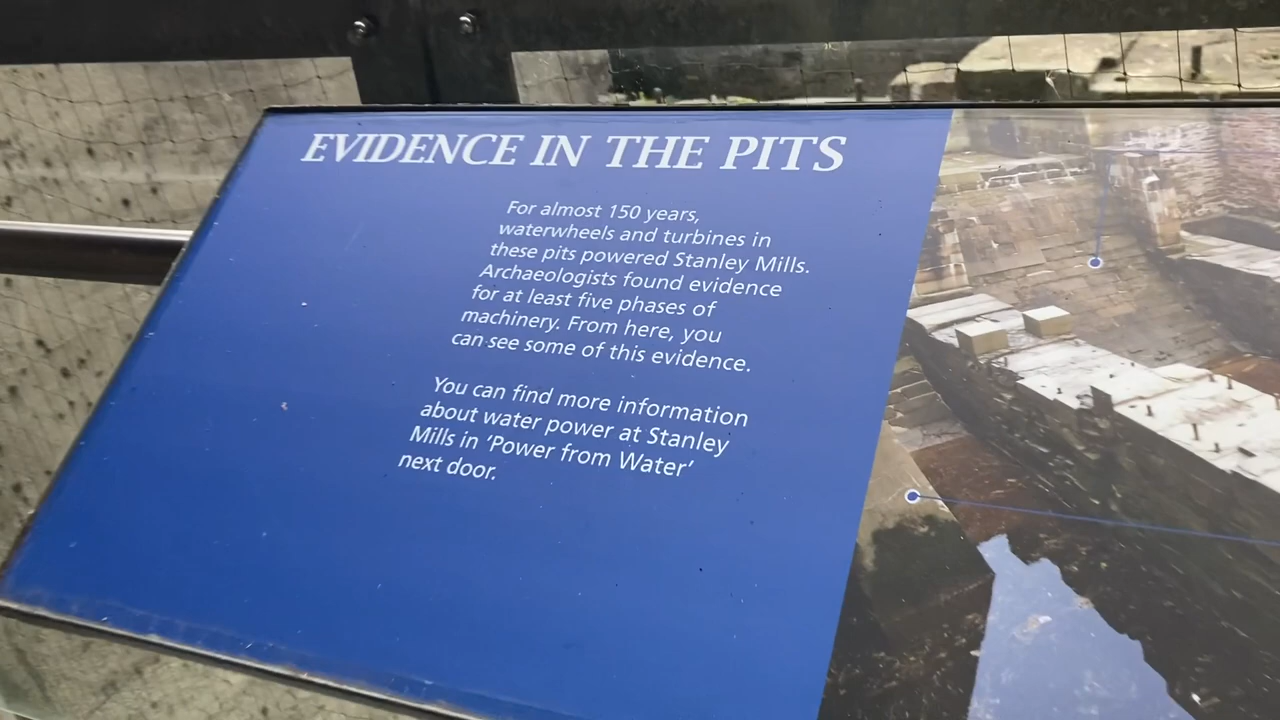 EVIDENCE IN THE PITS
For almost 150 years,
waterwheels and turbines in
these pits powered Stanley Mills.
Archaeologists found evidence
for at least five phases of
machinery. From here, you
can see some of this evidence.
You can find more information
about water power at Stanley
Mills in ‘Power from Water’
next door.